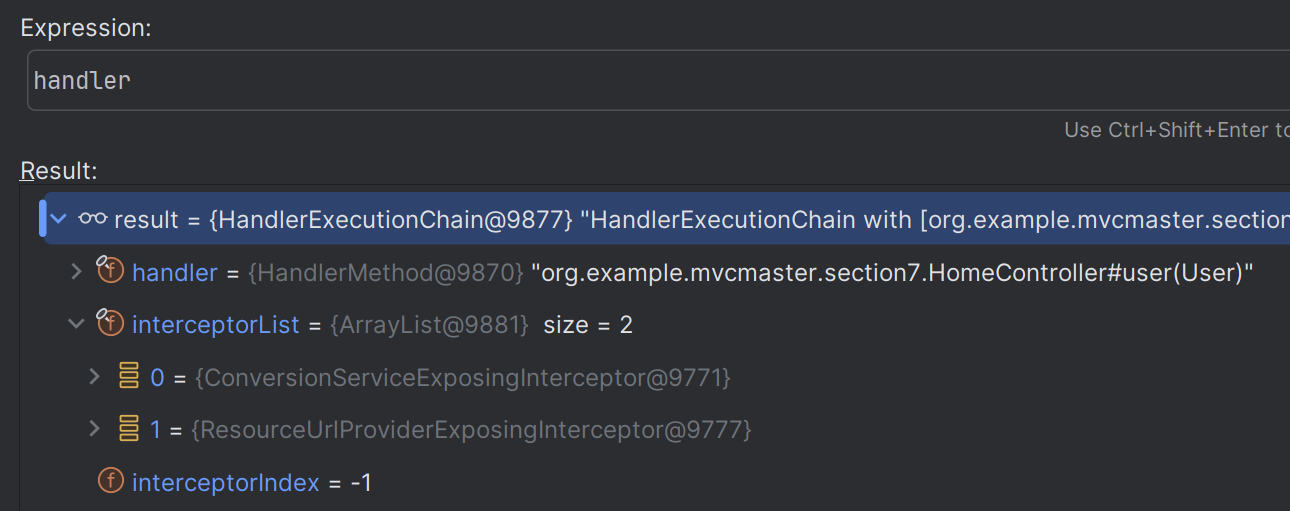 Expression:
handler
Use Ctrl+Shift+Enter to
Result:
result = {HandlerExecutionChain@9877} "HandlerExecutionChain with [org.example.mvcmaster.section
handler = {HandlerMethod@9870} "org.example.mvcmaster.section7.HomeController#user(User)"
interceptorList = {ArrayList@9881} size = 2
0 = {ConversionServiceExposingInterceptor@9771}
1 = {ResourceUrlProviderExposingInterceptor@9777}
interceptorIndex = -1